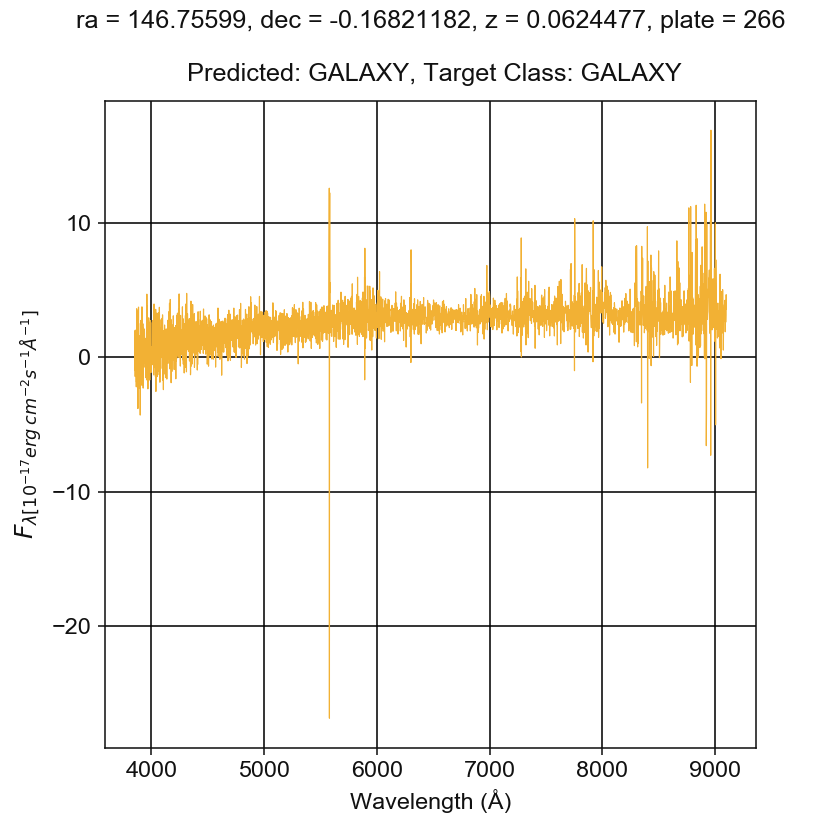 ra = 146.75599, dec = -0.16821182, z = 0.0624477, plate = 266
Predicted: GALAXY, Target Class: GALAXY
10
0
−10
−20
F_{λ[10^{−17} erg cm^{−2} s^{−1} Å^{−1}]}
4000 5000 6000 7000 8000 9000
Wavelength (Å)